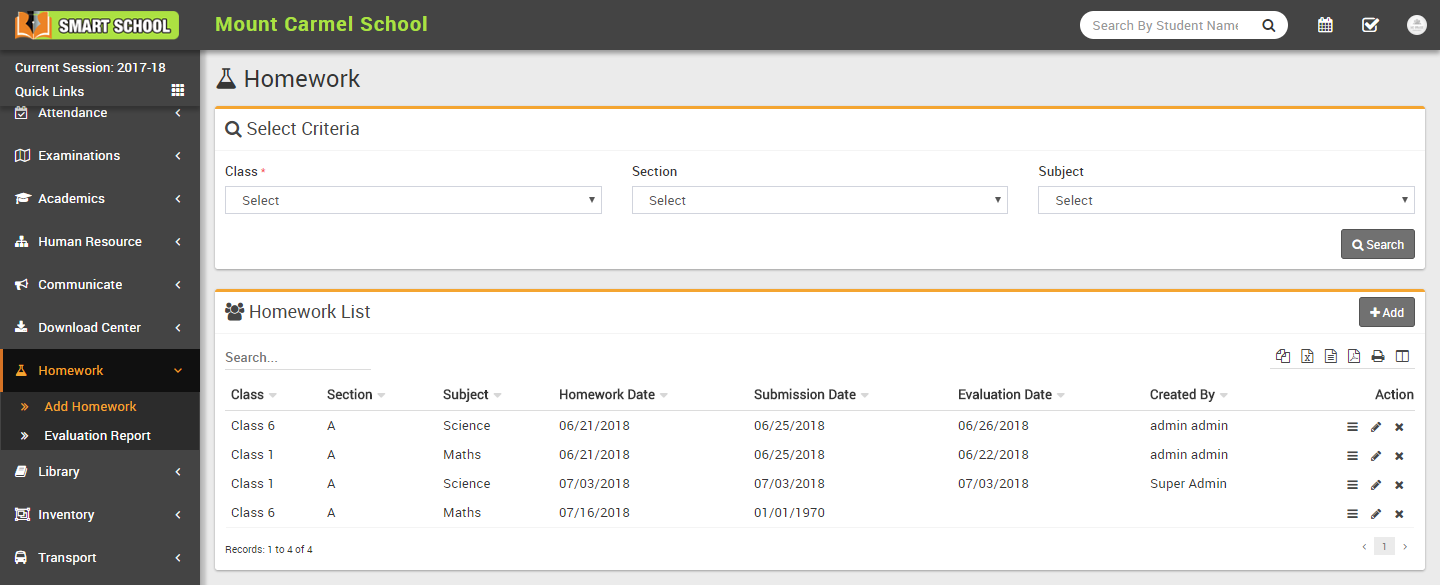 SMART SCHOOL
Mount Carmel School
Search By Student Name
Current Session: 2017-18
Quick Links
Attendance
Examinations
Academics
Human Resource
Communicate
Download Center
Homework
Add Homework
Evaluation Report
Library
Inventory
Transport
Homework
Select Criteria
Class * Section Subject
Select Select Select
Search
Homework List
Add
Search...
Class Section Subject Homework Date Submission Date Evaluation Date Created By Action
Class 6 A Science 06/21/2018 06/25/2018 06/26/2018 admin admin
Class 1 A Maths 06/21/2018 06/25/2018 06/22/2018 admin admin
Class 1 A Science 07/03/2018 07/03/2018 07/03/2018 Super Admin
Class 6 A Maths 07/16/2018 01/01/1970
Records: 1 to 4 of 4
1